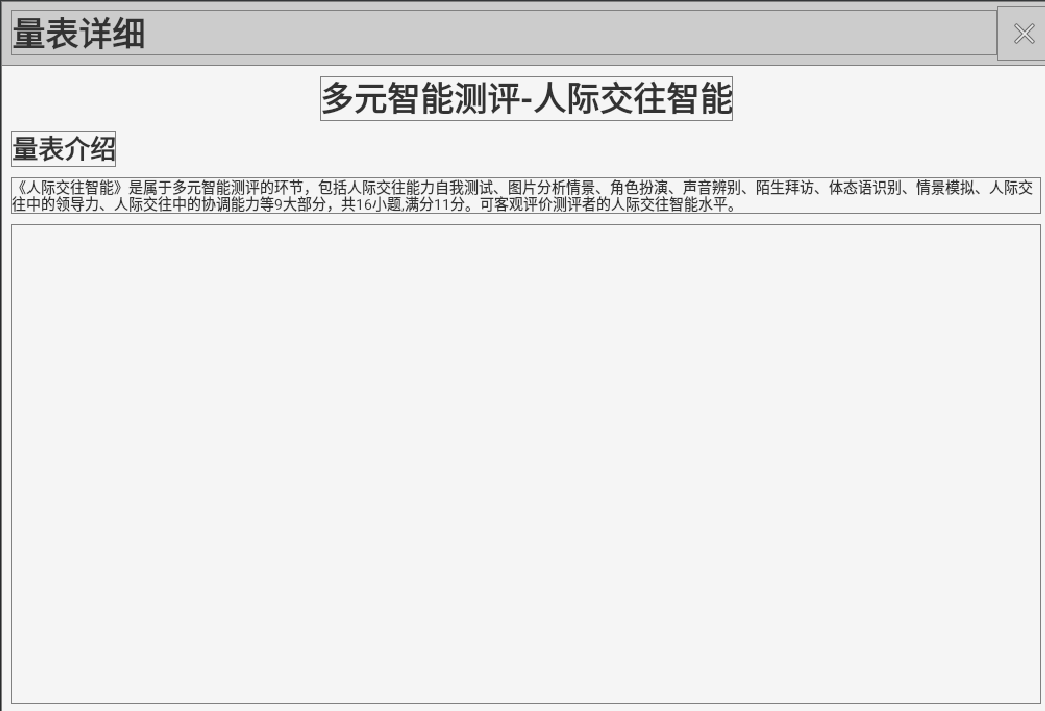 量表详细
多元智能测评-人际交往智能
量表介绍
《人际交往智能》是属于多元智能测评的环节，包括人际交往能力自我测试、图片分析情景、角色扮演、声音辨别、陌生拜访、体态语识别、情景模拟、人际交
往中的领导力、人际交往中的协调能力等9大部分，共16小题,满分11分。可客观评价测评者的人际交往智能水平。